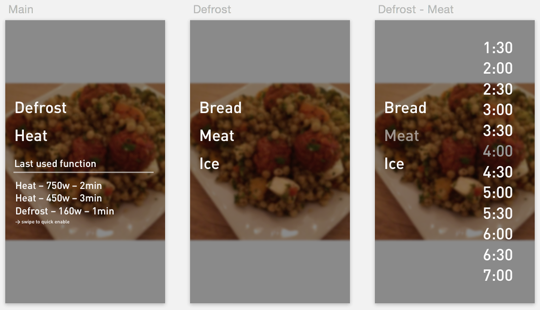 Main
Defrost
Heat
Last used function
Heat – 750w – 2min
Heat – 450w – 3min
Defrost – 160w – 1min
-> swipe to quick enable
Defrost
Bread
Meat
Ice
Defrost - Meat
Bread
Meat
Ice
1:30
2:00
2:30
3:00
3:30
4:00
4:30
5:00
5:30
6:00
6:30
7:00